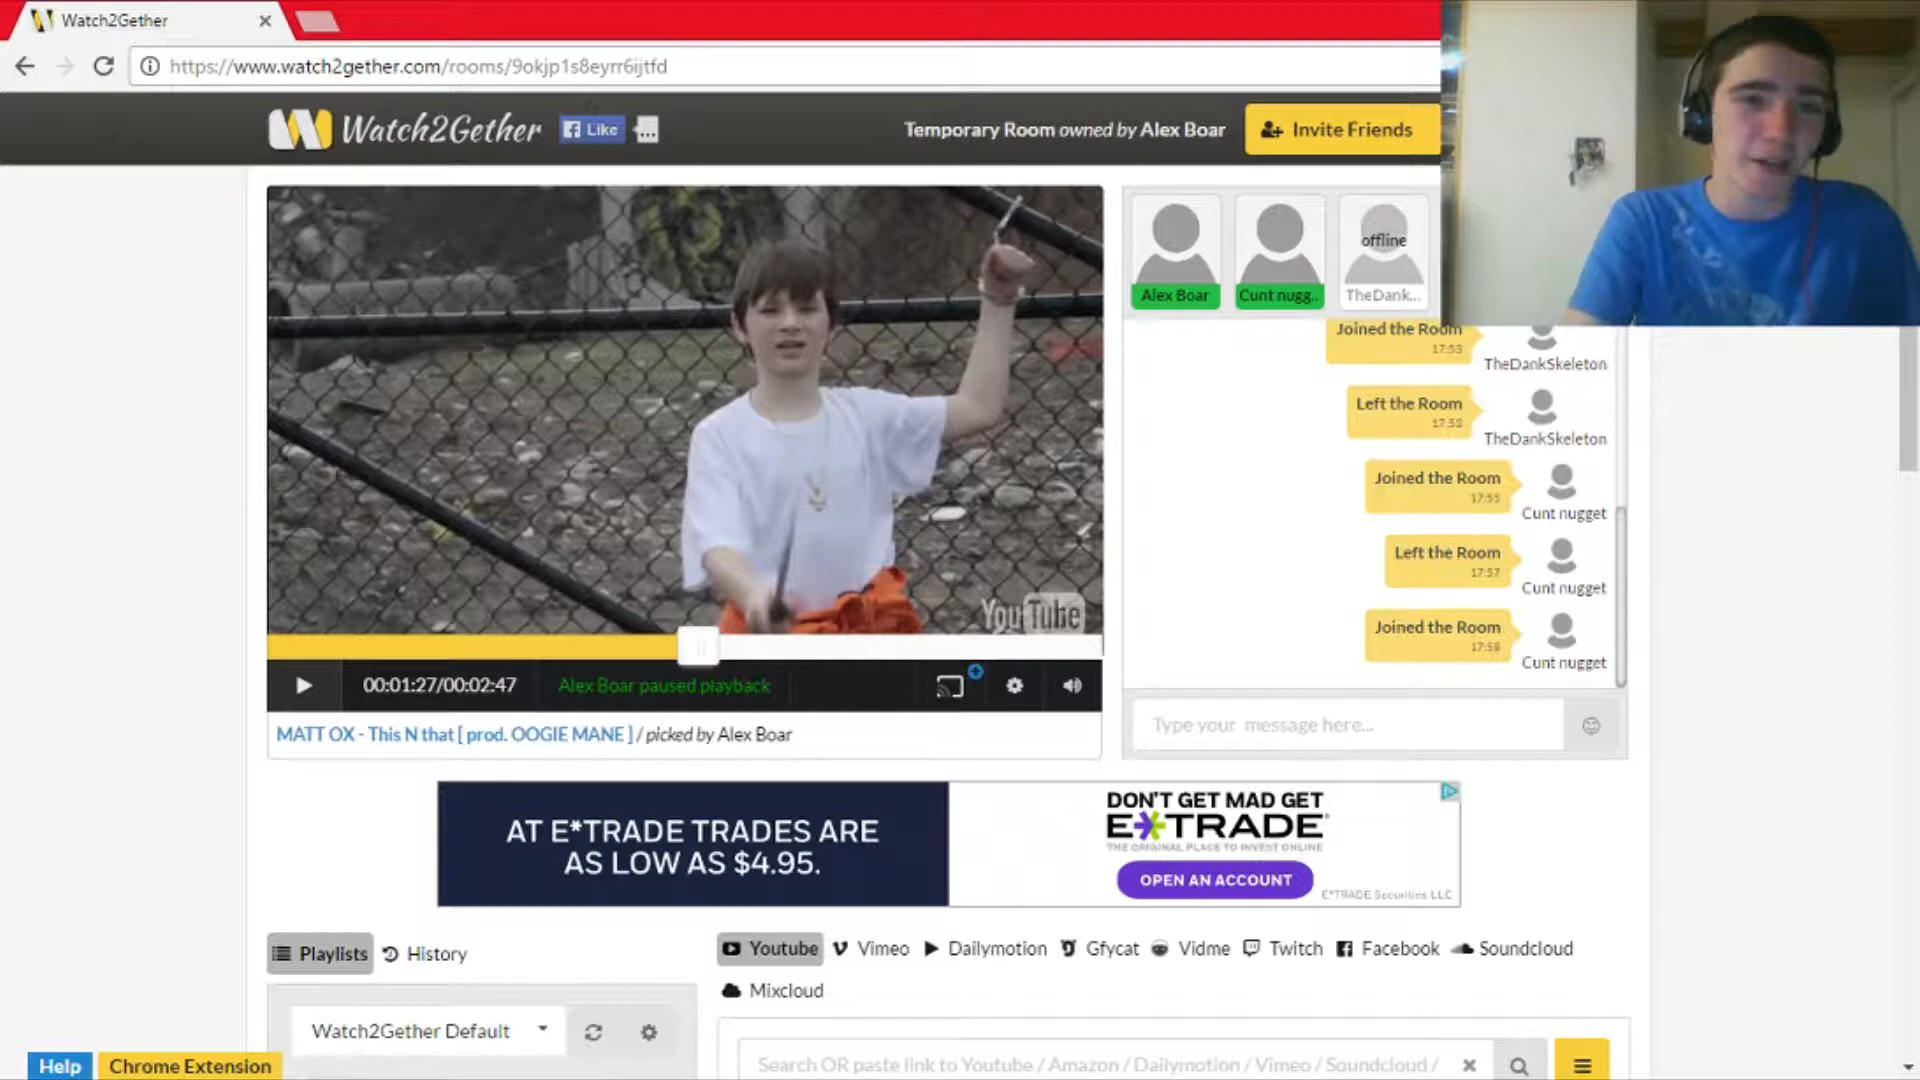 Watch2Gether
https://www.watch2gether.com/rooms/9okjp1s8eyrr6ijtfd
Watch2Gether
Like
Temporary Room owned by Alex Boar
Invite Friends
offline
Alex Boar
Cunt nugg..
TheDank...
Joined the Room
17:53
TheDankSkeleton
Left the Room
17:53
TheDankSkeleton
Joined the Room
17:55
Cunt nugget
Left the Room
17:57
Cunt nugget
Joined the Room
17:58
Cunt nugget
YouTube
00:01:27/00:02:47
Alex Boar paused playback
MATT OX - This N that [ prod. OOGIE MANE ] / picked by Alex Boar
Type your message here...
AT E*TRADE TRADES ARE
AS LOW AS $4.95.
DON'T GET MAD GET
E*TRADE
THE ORIGINAL PLACE TO INVEST ONLINE
OPEN AN ACCOUNT
E*TRADE Securities LLC
Playlists
History
Youtube
Vimeo
Dailymotion
Gfycat
Vidme
Twitch
Facebook
Soundcloud
Mixcloud
Watch2Gether Default
Search OR paste link to Youtube / Amazon / Dailymotion / Vimeo / Soundcloud /
Help
Chrome Extension